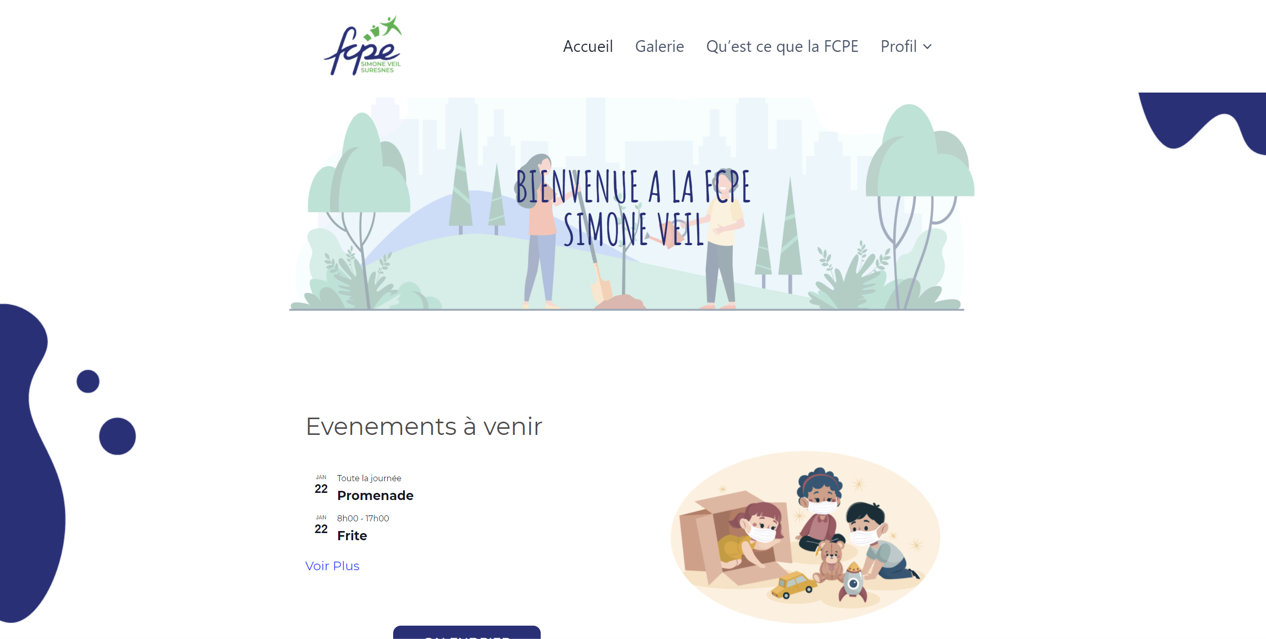 fcpe
SIMONE VEIL
SURESNES
Accueil
Galerie
Qu'est ce que la FCPE
Profil
BIENVENUE A LA FCPE
SIMONE VEIL
Evenements à venir
JAN
22
Toute la journée
Promenade
JAN
22
8h00 - 17h00
Frite
Voir Plus